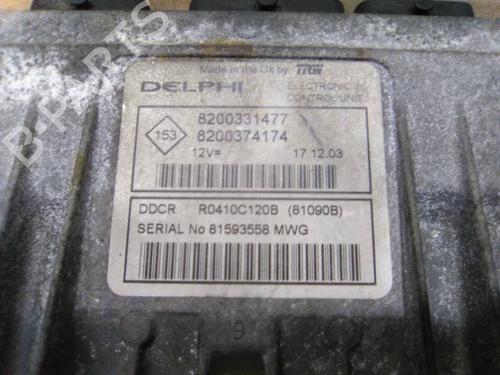 B-PARTS
Made in the Uk by TRW
DELPHI
ELECTRONIC
CONTROL UNIT
153
8200331477
8200374174
12V=
17.12.03
DDCR R0410C120B (81090B)
SERIAL No 81593558 MWG